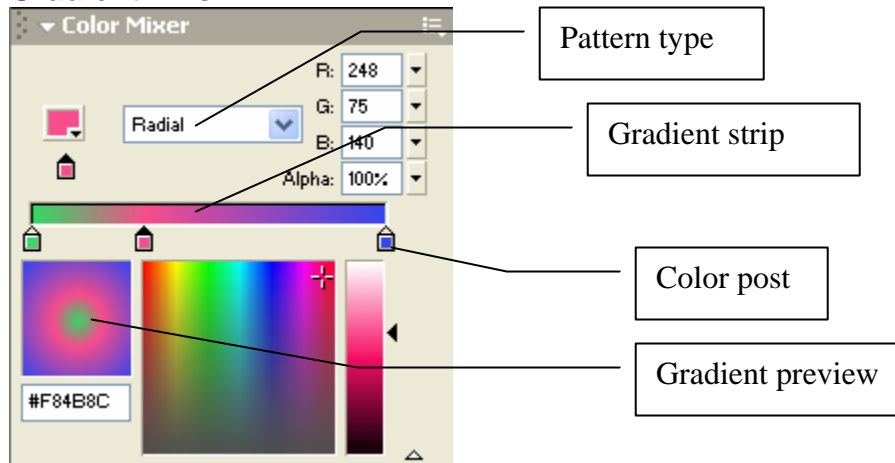 Color Mixer
Pattern type
R: 248
Radial
G: 75
Gradient strip
B: 140
Alpha: 100%
Color post
Gradient preview
#F84B8C